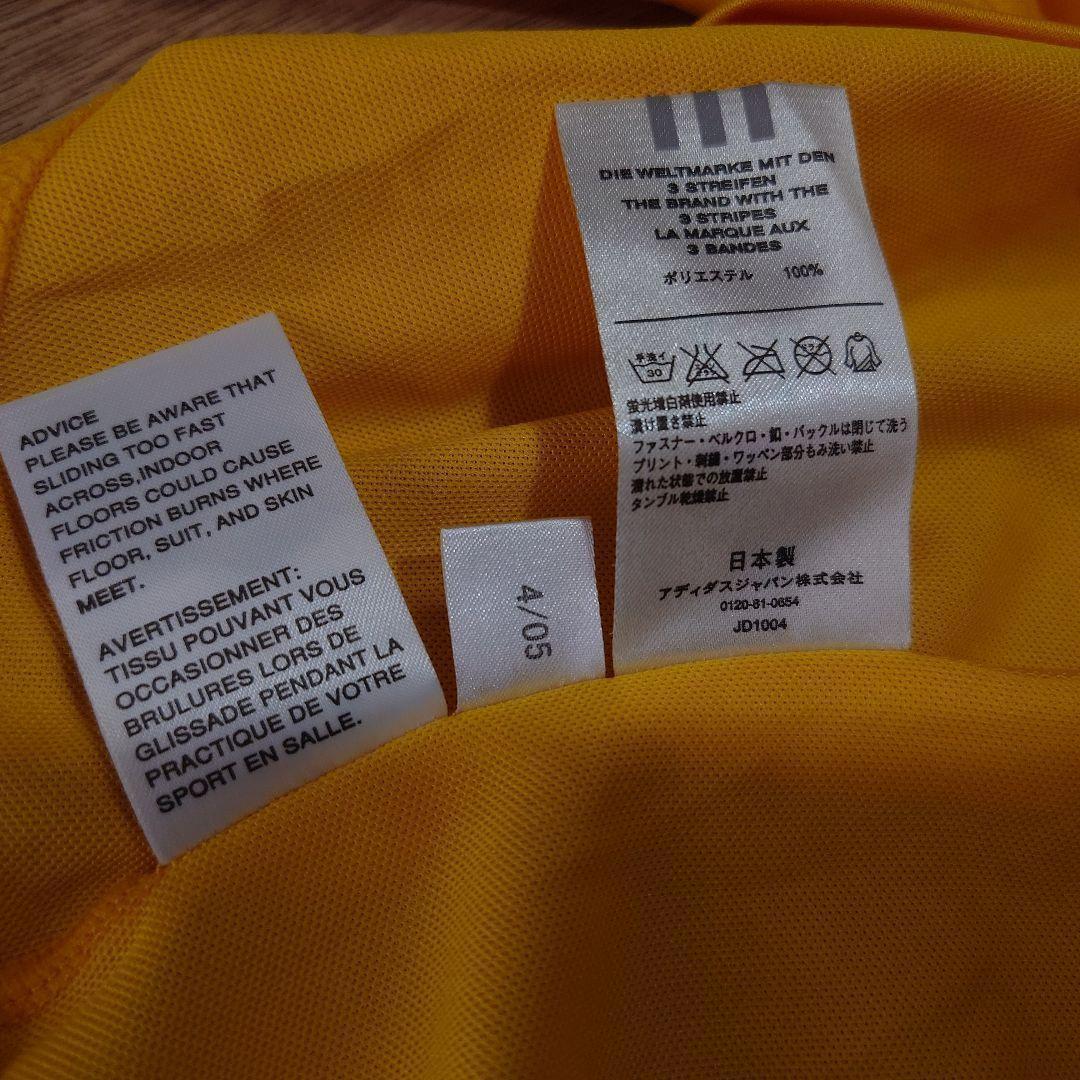 ADVICE
PLEASE BE AWARE THAT
SLIDING TOO FAST
ACROSS,INDOOR
FLOORS COULD CAUSE
FRICTION BURNS WHERE
FLOOR, SUIT, AND SKIN
MEET.
AVERTISSEMENT:
TISSU POUVANT VOUS
OCCASIONNER DES
BRULURES LORS DE
GLISSADE PENDANT LA
PRACTIQUE DE VOTRE
SPORT EN SALLE.
4/05
DIE WELTMARKE MIT DEN
3 STREIFEN
THE BRAND WITH THE
3 STRIPES
LA MARQUE AUX
3 BANDES
ポリエステル 100%
手洗イ
30
蛍光増白剤使用禁止
漬け置き禁止
ファスナー・ベルクロ・釦・バックルは閉じて洗う
プリント・刺繍・ワッペン部分もみ洗い禁止
濡れた状態での放置禁止
タンブル乾燥禁止
日本製
アディダスジャパン株式会社
0120-81-0654
JD1004